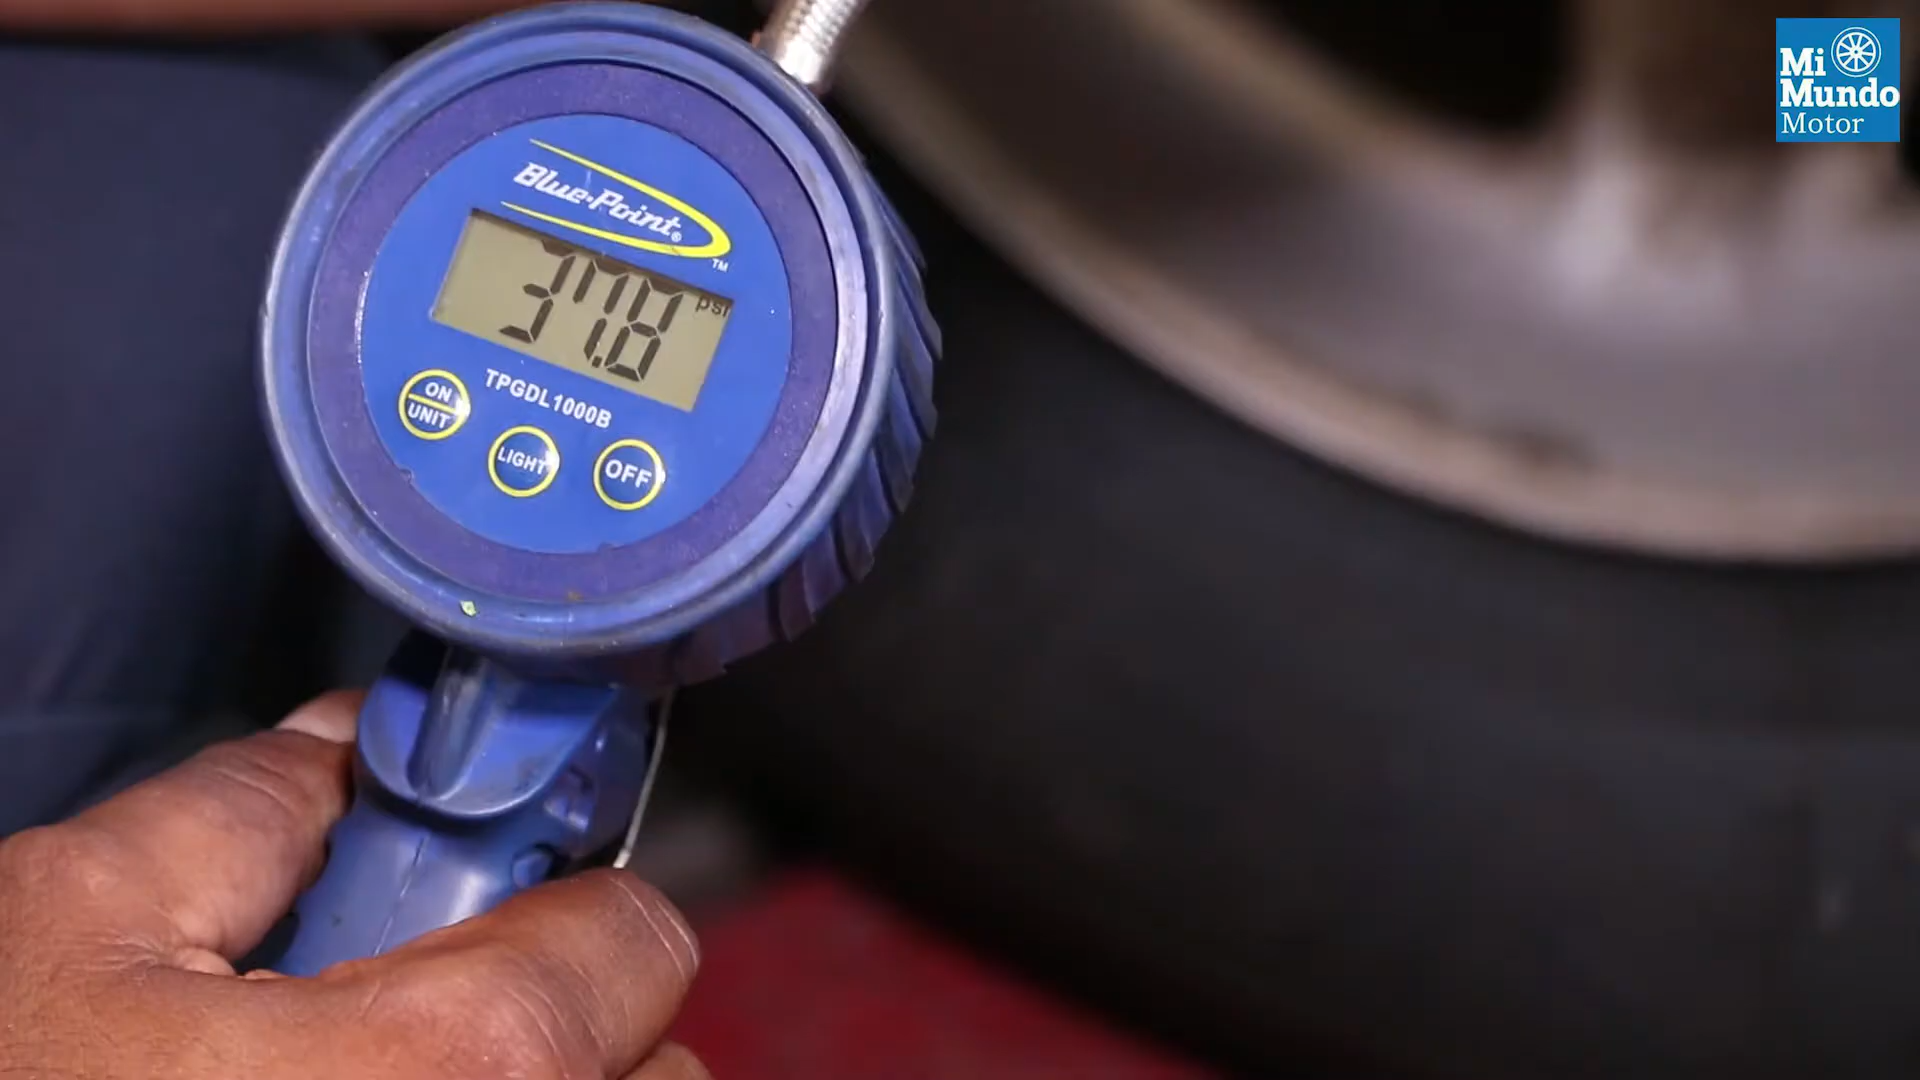 Mi
Mundo
Motor
Blue-Point®
TM
37.8 psi
TPGDL1000B
ON
UNIT
LIGHT
OFF